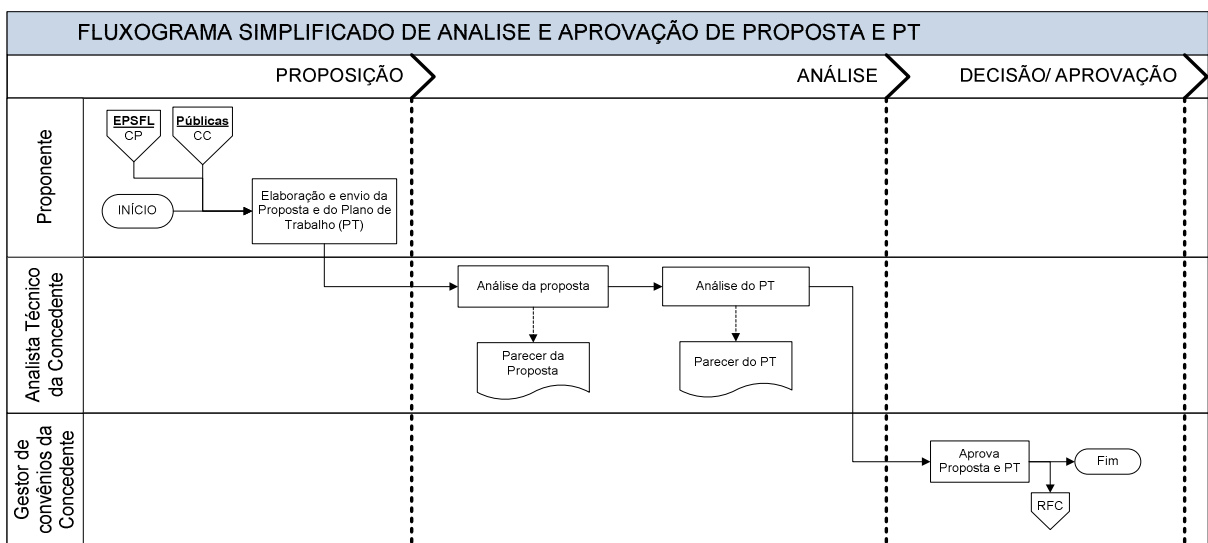 FLUXOGRAMA SIMPLIFICADO DE ANALISE E APROVAÇÃO DE PROPOSTA E PT
PROPOSIÇÃO
ANÁLISE
DECISÃO/ APROVAÇÃO
Proponente
EPSFL
CP
Públicas
CC
INÍCIO
Elaboração e envio da
Proposta e do Plano de
Trabalho (PT)
Analista Técnico
da Concedente
Análise da proposta
Análise do PT
Parecer da
Proposta
Parecer do PT
Gestor de
convênios da
Concedente
Aprova
Proposta e PT
Fim
RFC